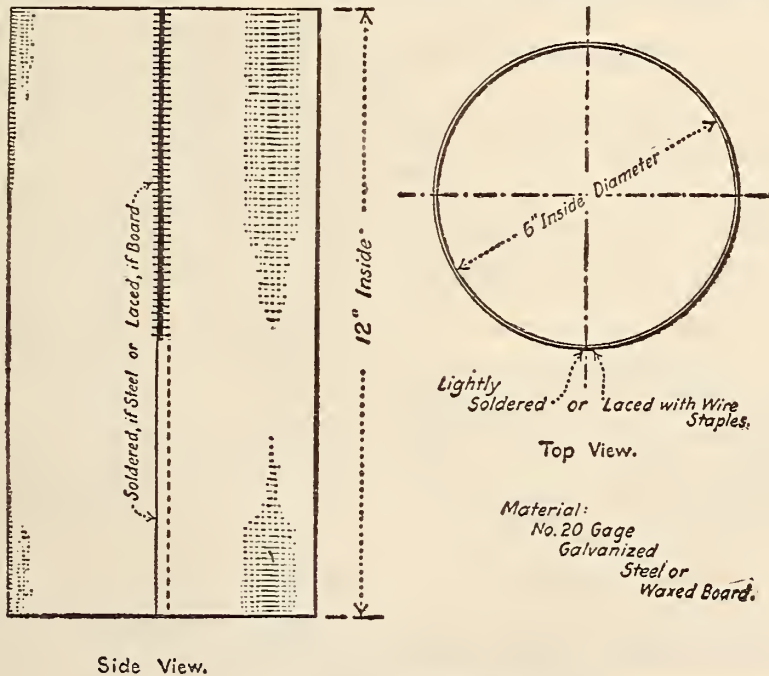 Soldered, if Steel or Laced, if Board
12" Inside
6" Inside Diameter
Lightly
Soldered or Laced with Wire
Staples.
Top View.
Material:
No. 20 Gage
Galvanized
Steel or
Waxed Board.
Side View.